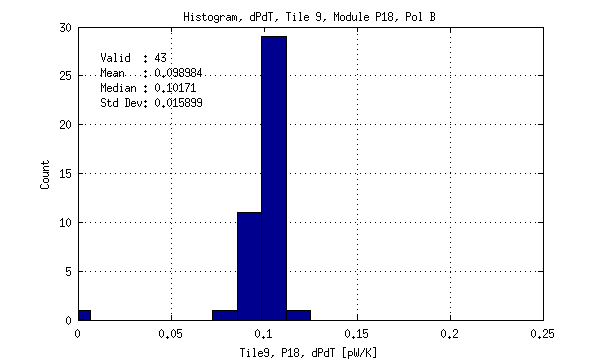 Histogram, dPdT, Tile 9, Module P18, Pol B
Valid : 43
Mean : 0.098984
Median : 0.10171
Std Dev: 0.015899
Count
30
25
20
15
10
5
0
0 0.05 0.1 0.15 0.2 0.25
Tile9, P18, dPdT [pW/K]